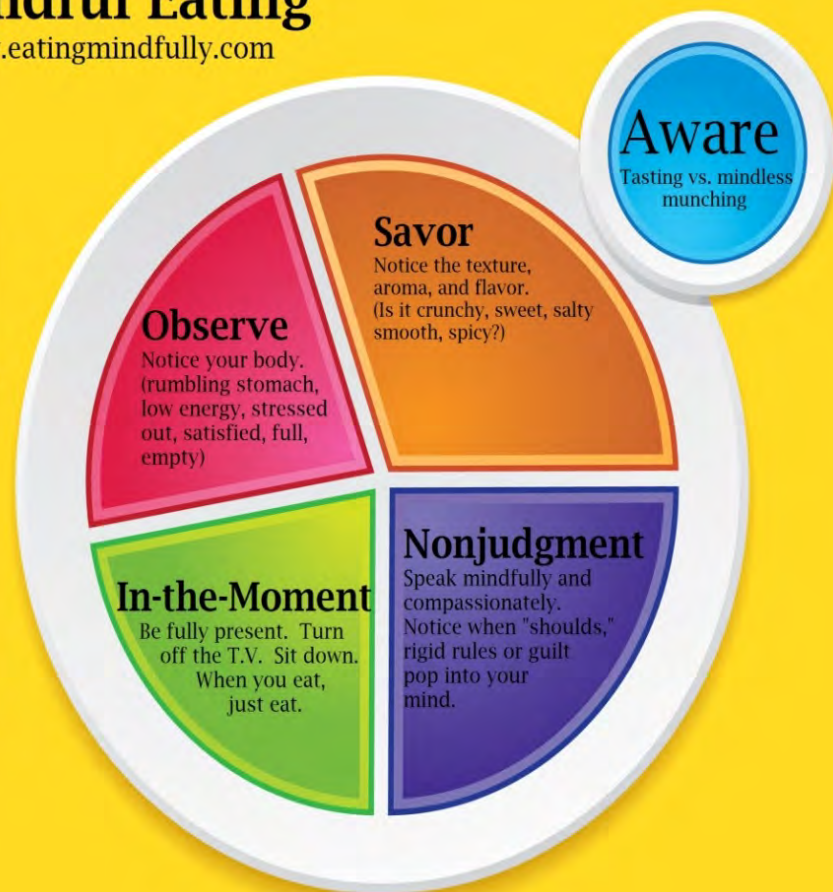 Eating
.eatingmindfully.com
Aware
Tasting vs. mindless
munching
Savor
Notice the texture,
aroma, and flavor.
(Is it crunchy, sweet, salty
smooth, spicy?)
Observe
Notice your body.
(rumbling stomach,
low energy, stressed
out, satisfied, full,
empty)
In-the-Moment
Be fully present.  Turn
off the T.V.  Sit down.
When you eat,
just eat.
Nonjudgment
Speak mindfully and
compassionately.
Notice when "shoulds,"
rigid rules or guilt
pop into your
mind.